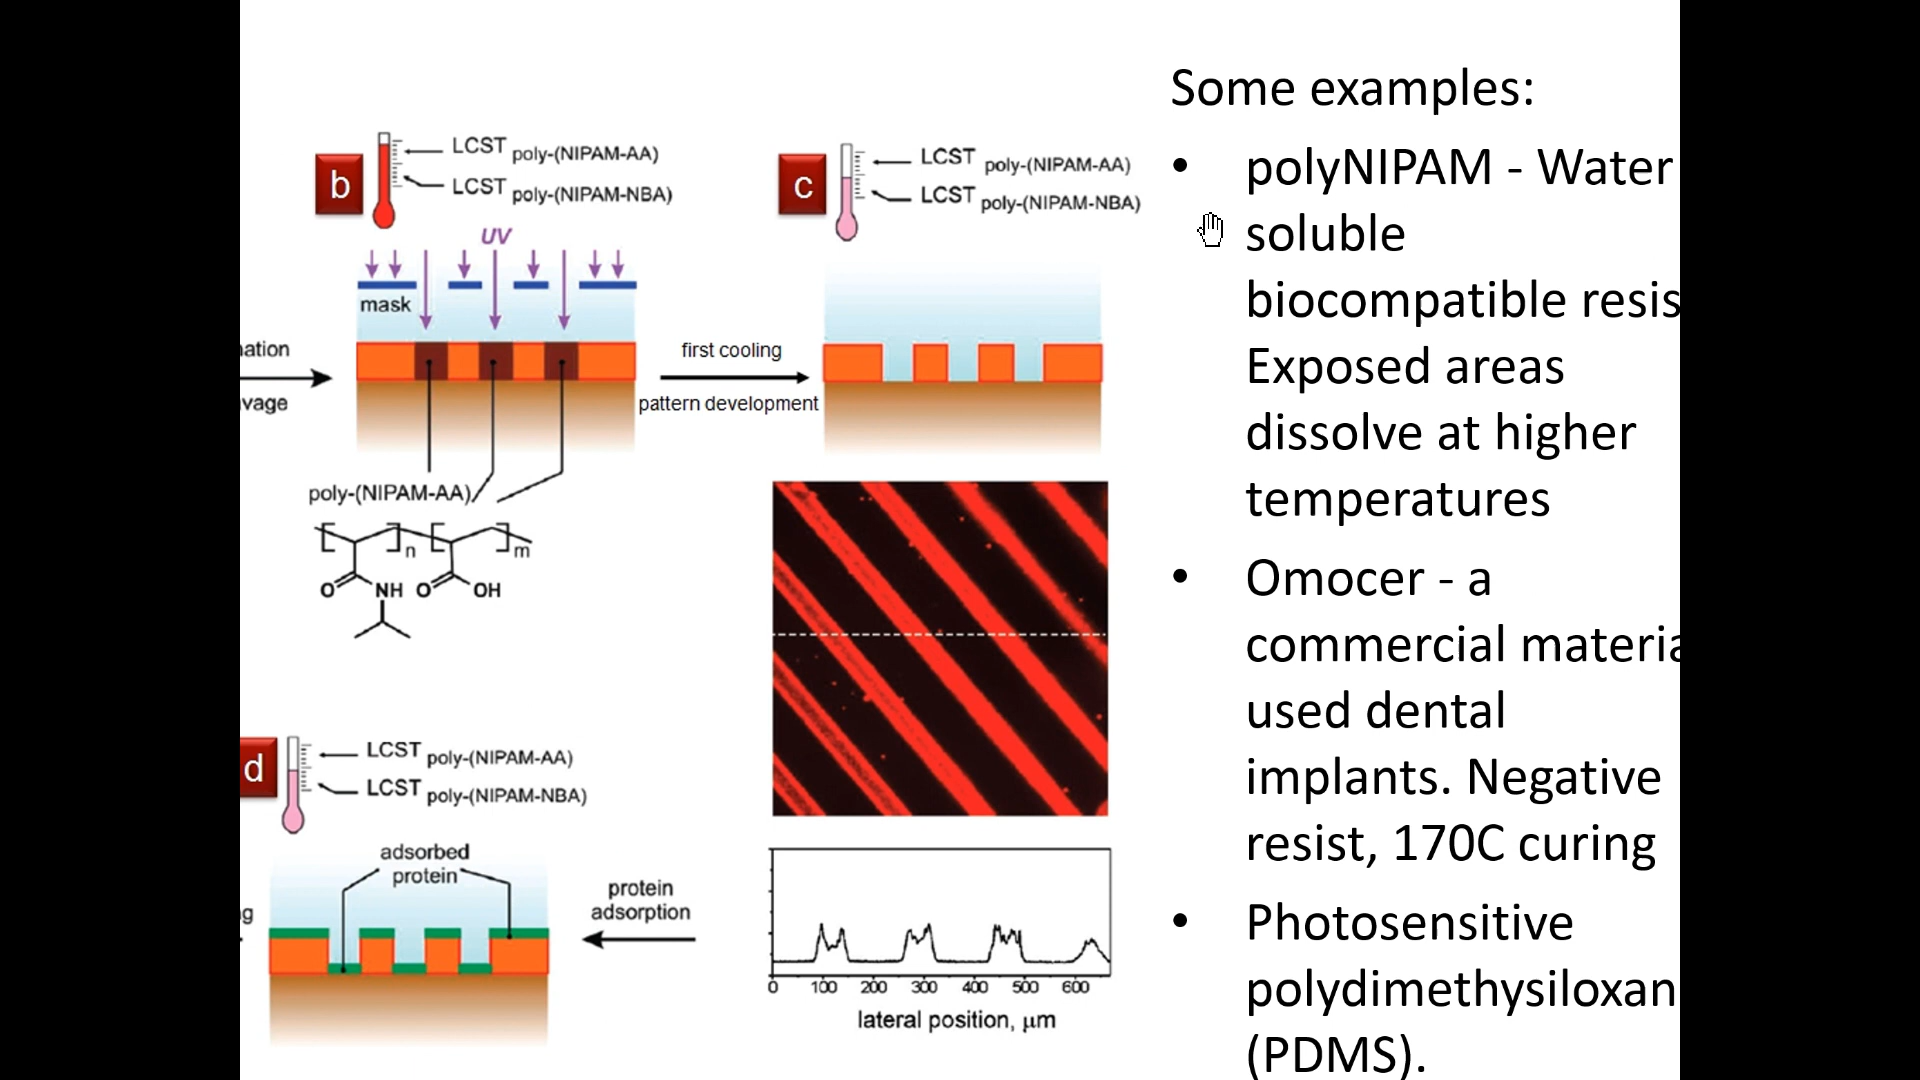 Some examples:
• polyNIPAM - Water
soluble
biocompatible resis
Exposed areas
dissolve at higher
temperatures
• Omocer - a
commercial materia
used dental
implants. Negative
resist, 170C curing
• Photosensitive
polydimethysiloxan
(PDMS).
b
LCST poly-(NIPAM-AA)
LCST poly-(NIPAM-NBA)
UV
mask
nation
vage
first cooling
pattern development
poly-(NIPAM-AA)
n
m
O
NH
O
OH
c
LCST poly-(NIPAM-AA)
LCST poly-(NIPAM-NBA)
d
LCST poly-(NIPAM-AA)
LCST poly-(NIPAM-NBA)
adsorbed
protein
g
protein
adsorption
0 100 200 300 400 500 600
lateral position, μm